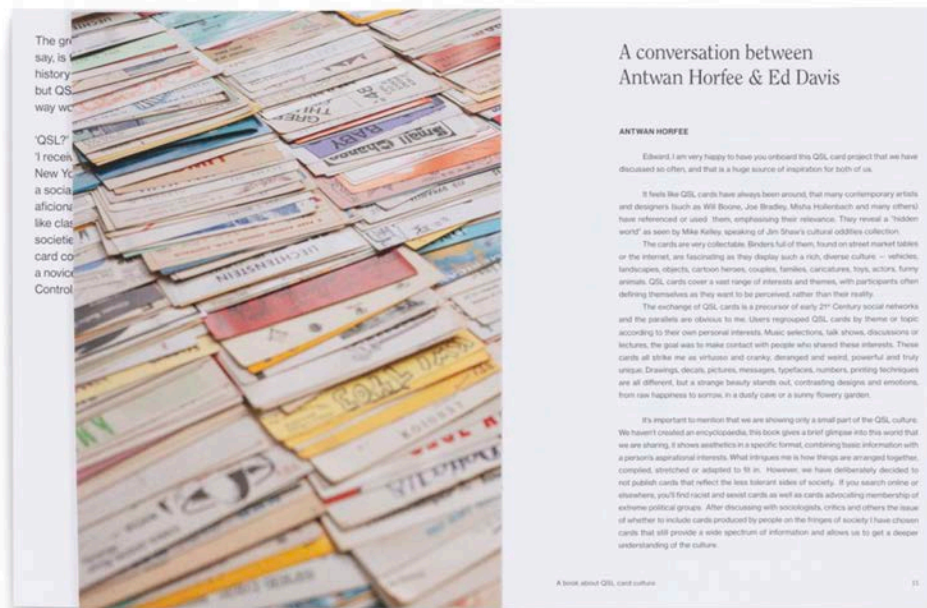 The gre
say, is
history
but QS
way wo
'QSL?'
'I receiv
New Yo
a socia
aficiona
like clas
societie
card co
a novice
Control
BABY
Small Change
LIECHTENSTEIN
A conversation between
Antwan Horfee & Ed Davis
ANTWAN HORFEE
Edward, I am very happy to have you onboard this QSL card project that we have
discussed so often, and that is a huge source of inspiration for both of us.
It feels like QSL cards have always been around, that many contemporary artists
and designers (such as Will Boone, Joe Bradley, Misha Hollenbach and many others)
have referenced or used them, emphasising their relevance. They reveal a "hidden
world" as seen by Mike Kelley, speaking of Jim Shaw's cultural oddities collection.
The cards are very collectable. Binders full of them, found on street market tables
or the internet, are fascinating as they display such a rich, diverse culture – vehicles,
landscapes, objects, cartoon heroes, couples, families, caricatures, toys, actors, funny
animals. QSL cards cover a vast range of interests and themes, with participants often
defining themselves as they want to be perceived, rather than their reality.
The exchange of QSL cards is a precursor of early 21st Century social networks
and the parallels are obvious to me. Users regrouped QSL cards by theme or topic
according to their own personal interests. Music selections, talk shows, discussions or
lectures, the goal was to make contact with people who shared these interests. These
cards all strike me as virtuoso and cranky, deranged and weird, powerful and truly
unique. Drawings, decals, pictures, messages, typefaces, numbers, printing techniques
are all different, but a strange beauty stands out, contrasting designs and emotions,
from raw happiness to sorrow, in a dusty cave or a sunny flowery garden.
It's important to mention that we are showing only a small part of the QSL culture.
We haven't created an encyclopaedia, this book gives a brief glimpse into this world that
we are sharing, it shows aesthetics in a specific format, combining basic information with
a person's aspirational interests. What intrigues me is how things are arranged together,
compiled, stretched or adapted to fit in. However, we have deliberately decided to
not publish cards that reflect the less tolerant sides of society. If you search online or
elsewhere, you'll find racist and sexist cards as well as cards advocating membership of
extreme political groups. After discussing with sociologists, critics and others the issue
of whether to include cards produced by people on the fringes of society I have chosen
cards that still provide a wide spectrum of information and allows us to get a deeper
understanding of the culture.
A book about QSL card culture